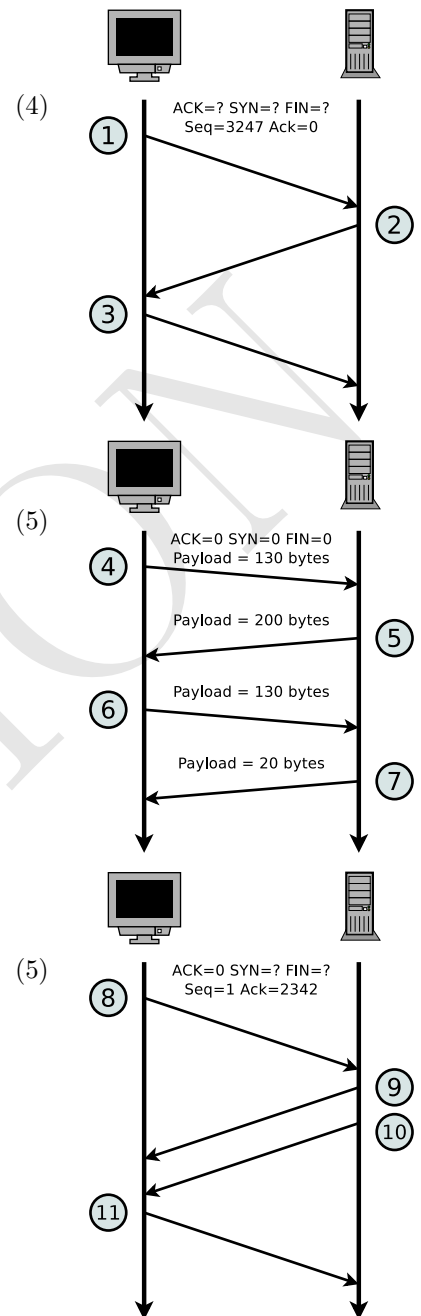 (4)
ACK=? SYN=? FIN=?
Seq=3247 Ack=0
1
2
3
(5)
ACK=0 SYN=0 FIN=0
Payload = 130 bytes
4
Payload = 200 bytes
5
Payload = 130 bytes
6
Payload = 20 bytes
7
(5)
ACK=0 SYN=? FIN=?
Seq=1 Ack=2342
8
9
10
11